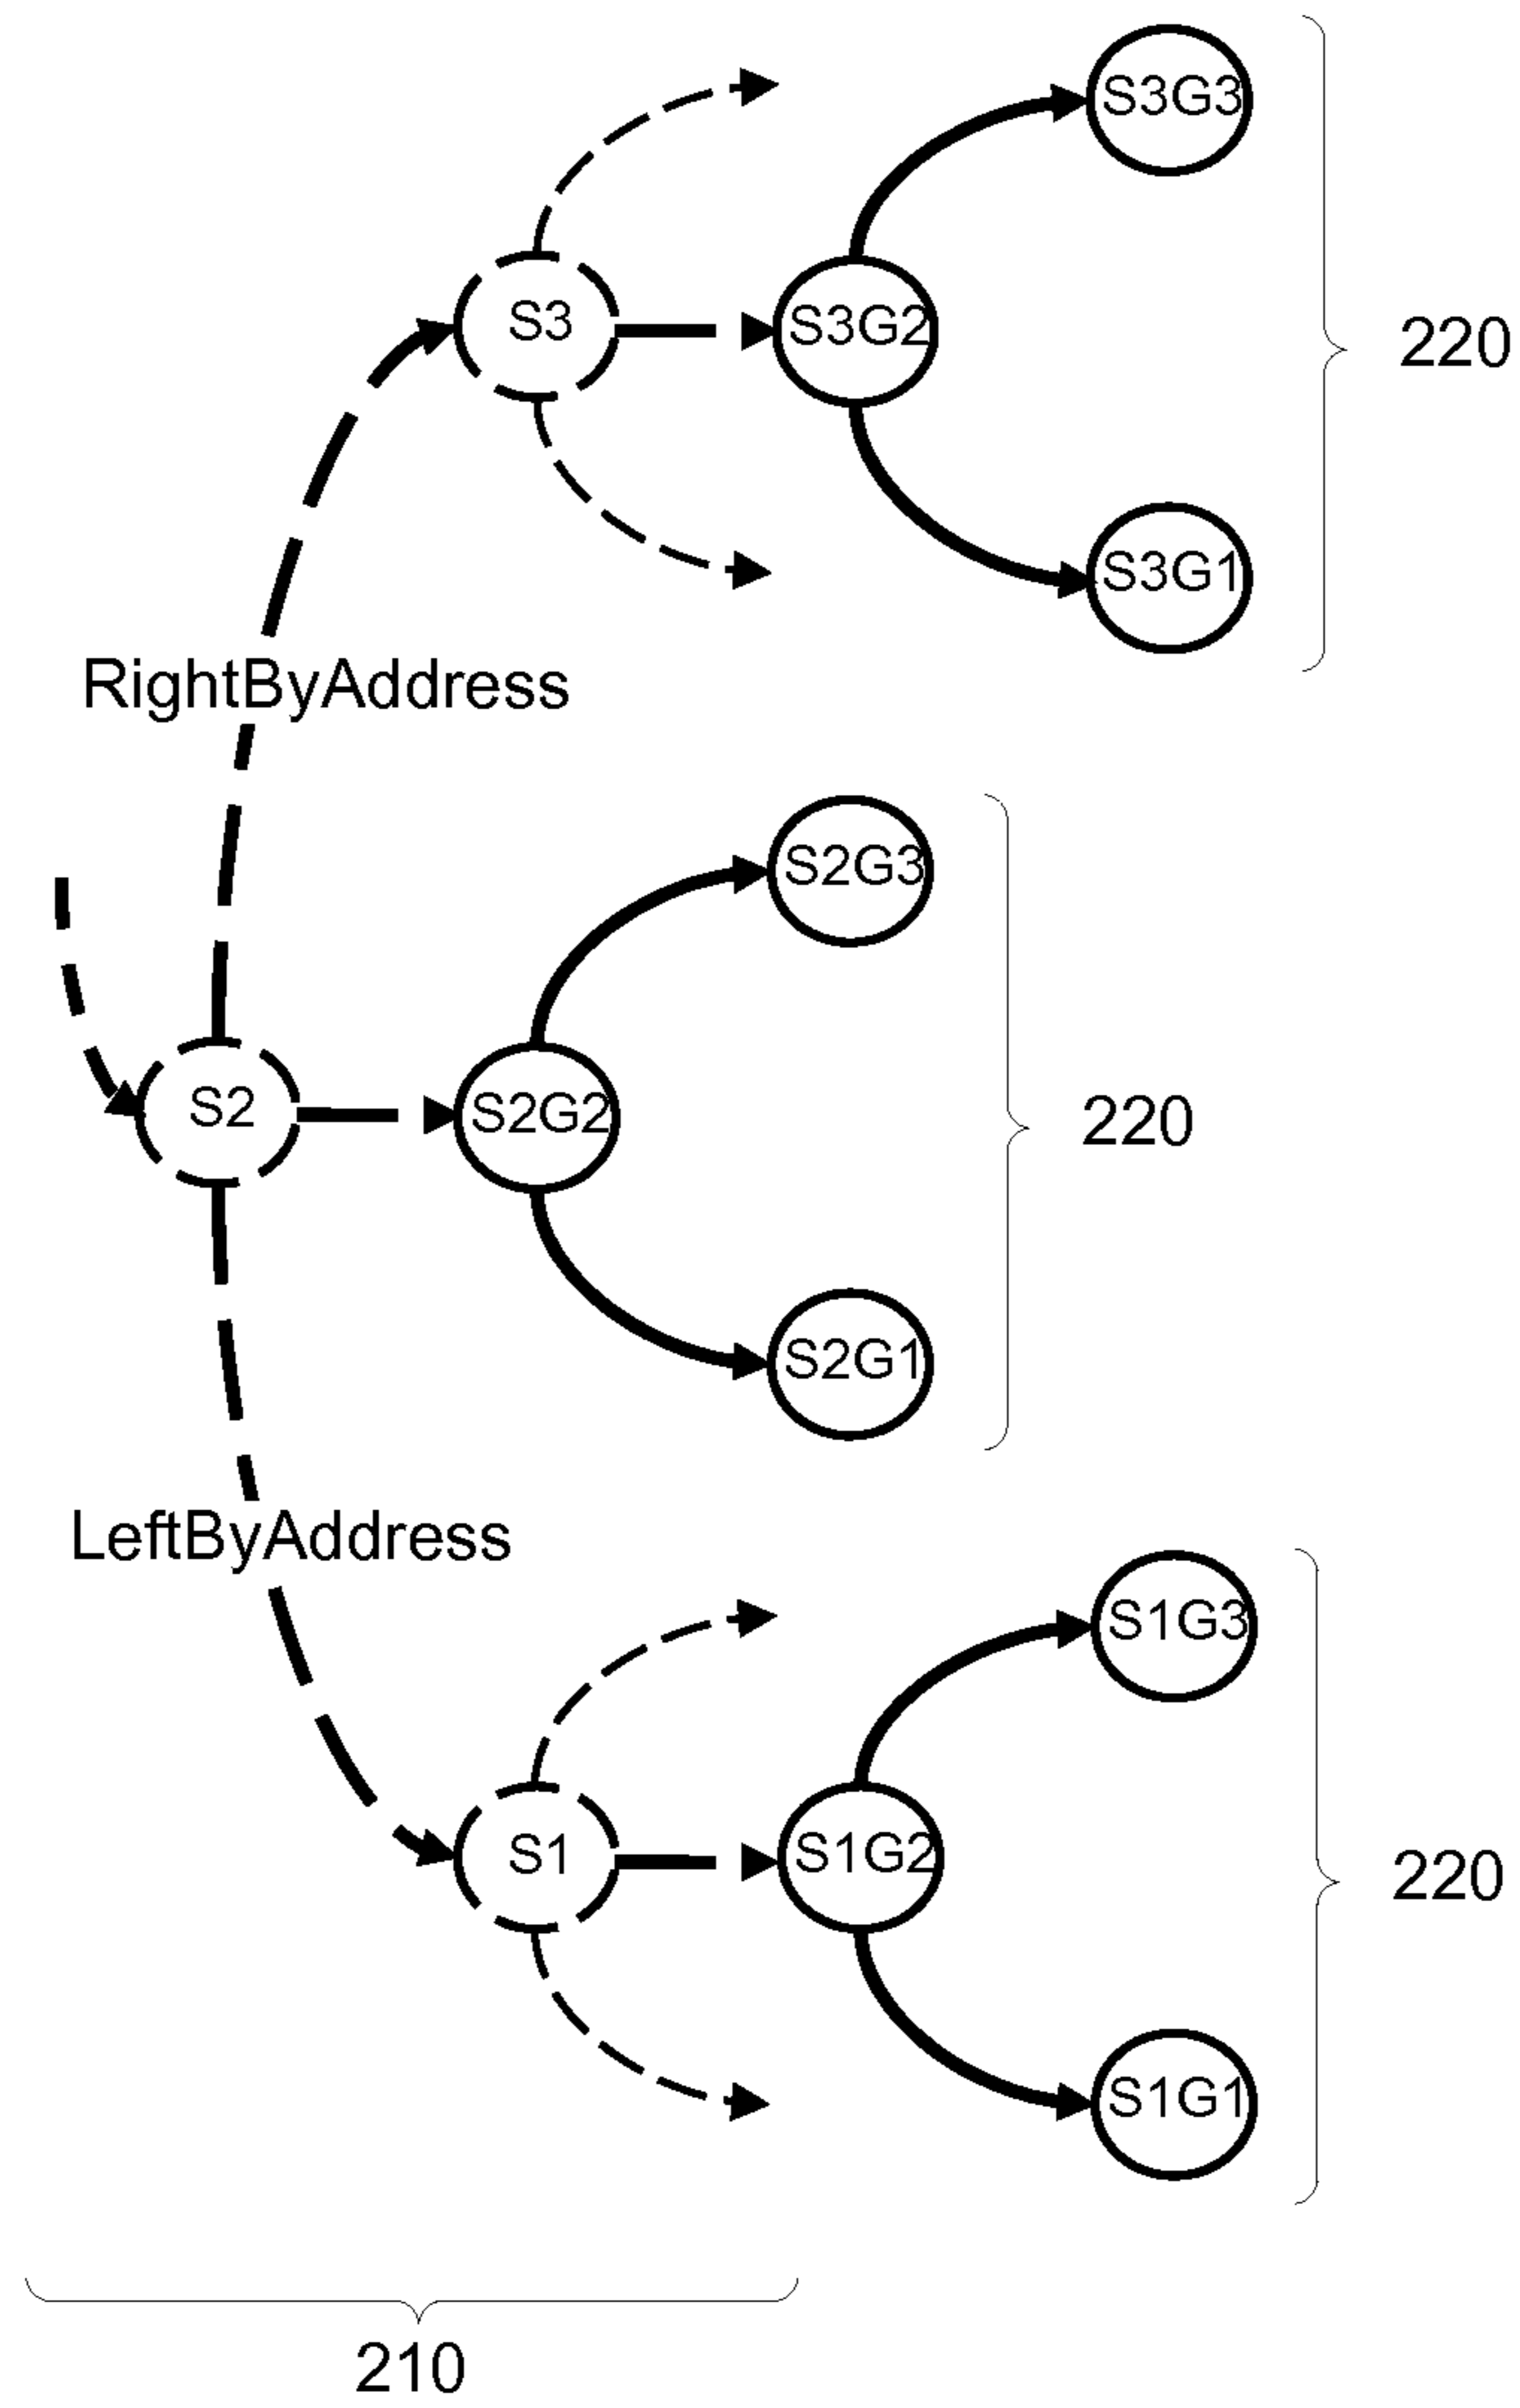 S3G3
S3
S3G2
220
S3G1
RightByAddress
S2G3
S2
S2G2
220
S2G1
LeftByAddress
S1G3
S1
S1G2
220
S1G1
210